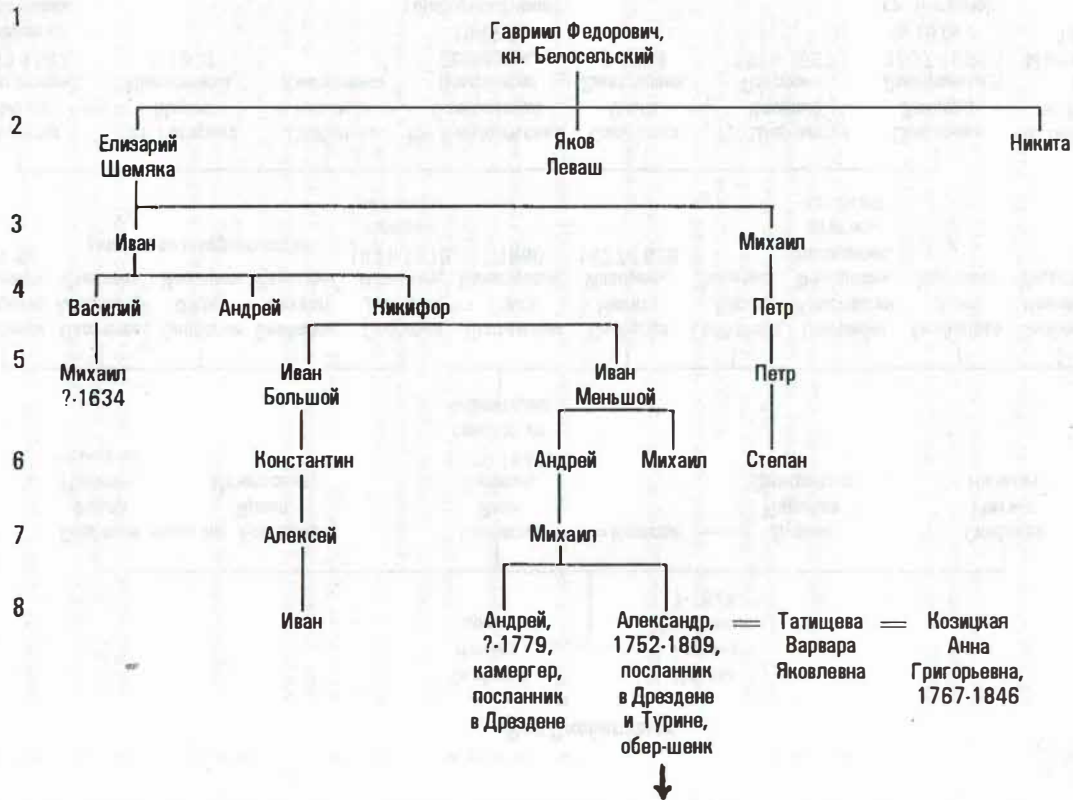 1
Гавриил Федорович,
кн. Белосельский
2
Елизарий
Шемяка
Яков
Леваш
Никита
3
Иван
Михаил
4
Василий
Андрей
Никифор
Петр
5
Михаил
?-1634
Иван
Большой
Иван
Меньшой
Петр
6
Константин
Андрей
Михаил
Степан
7
Алексей
Михаил
8
Иван
Андрей,
?-1779,
камергер,
посланник
в Дрездене
Александр,
1752-1809,
посланник
в Дрездене
и Турине,
обер-шенк
Татищева
Варвара
Яковлевна
Козицкая
Анна
Григорьевна,
1767-1846